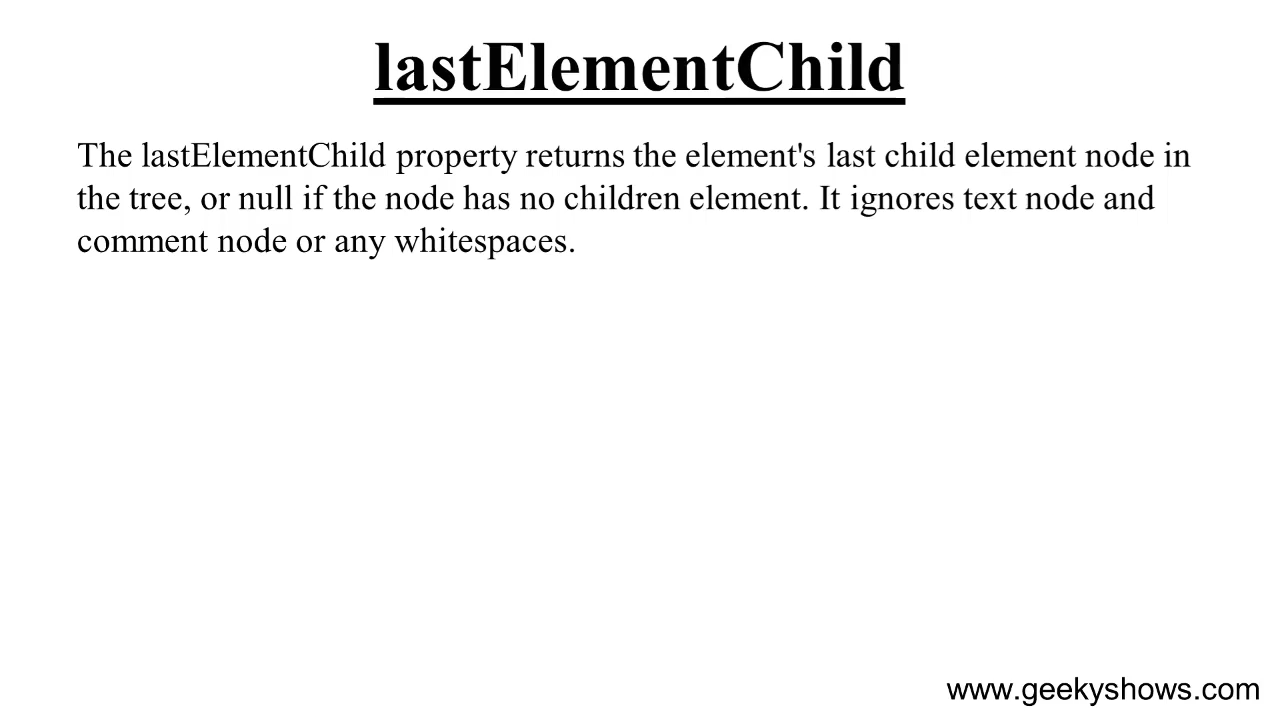 lastElementChild
The lastElementChild property returns the element's last child element node in
the tree, or null if the node has no children element. It ignores text node and
comment node or any whitespaces.
www.geekyshows.com